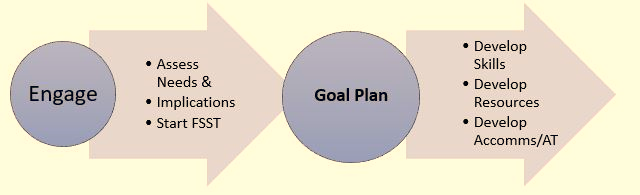 Engage
• Assess
Needs &
• Implications
• Start FSST
Goal Plan
• Develop
Skills
• Develop
Resources
• Develop
Accomms/AT